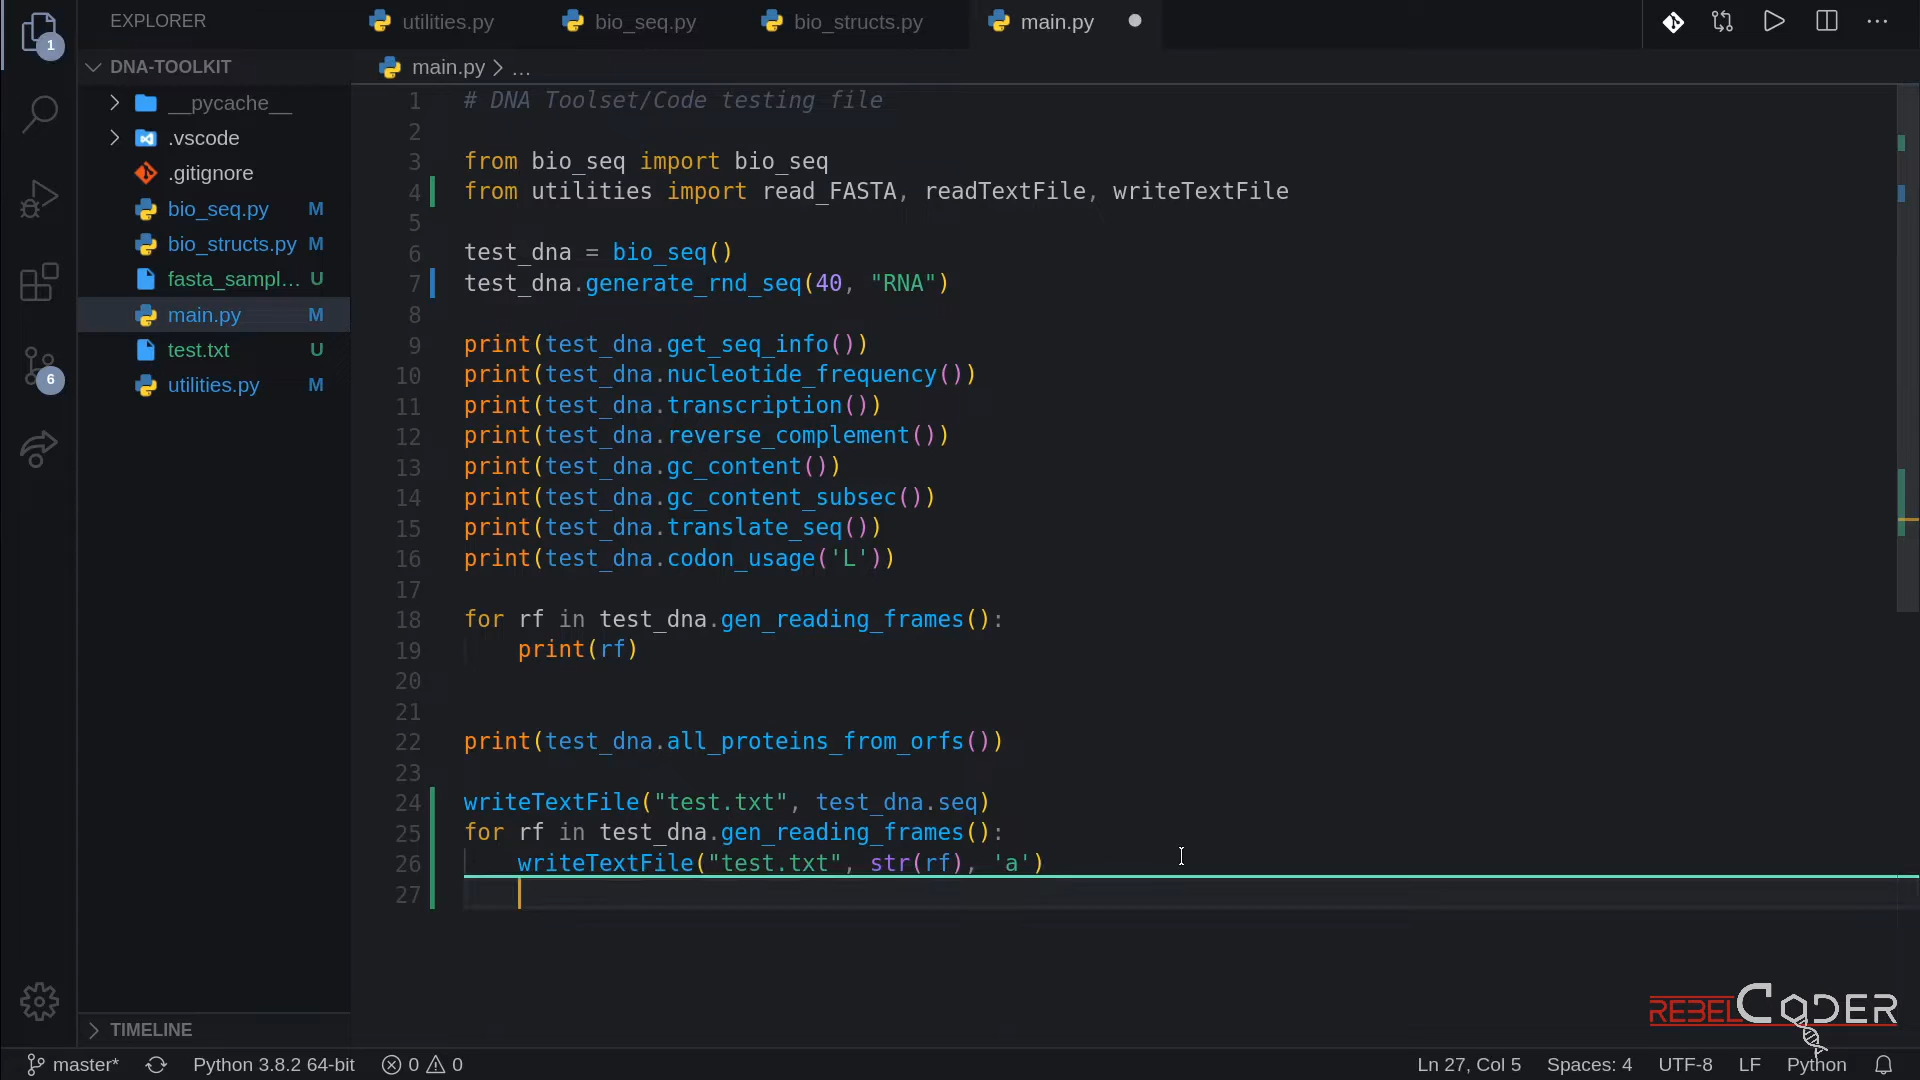 EXPLORER
utilities.py
bio_seq.py
bio_structs.py
main.py
1
DNA-TOOLKIT
main.py > ...
__pycache__
.vscode
.gitignore
bio_seq.py M
bio_structs.py M
fasta_sampl... U
main.py M
test.txt U
utilities.py M
6
1 # DNA Toolset/Code testing file
2
3 from bio_seq import bio_seq
4 from utilities import read_FASTA, readTextFile, writeTextFile
5
6 test_dna = bio_seq()
7 test_dna.generate_rnd_seq(40, "RNA")
8
9 print(test_dna.get_seq_info())
10 print(test_dna.nucleotide_frequency())
11 print(test_dna.transcription())
12 print(test_dna.reverse_complement())
13 print(test_dna.gc_content())
14 print(test_dna.gc_content_subsec())
15 print(test_dna.translate_seq())
16 print(test_dna.codon_usage('L'))
17
18 for rf in test_dna.gen_reading_frames():
19     print(rf)
20
21
22 print(test_dna.all_proteins_from_orfs())
23
24 writeTextFile("test.txt", test_dna.seq)
25 for rf in test_dna.gen_reading_frames():
26     writeTextFile("test.txt", str(rf), 'a')
27
REBELCODER
TIMELINE
master*
Python 3.8.2 64-bit
0 0
Ln 27, Col 5
Spaces: 4
UTF-8
LF
Python